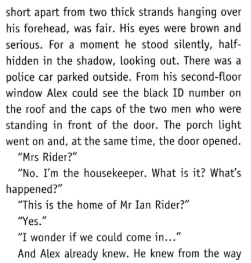 short apart from two thick strands hanging over
his forehead, was fair. His eyes were brown and
serious. For a moment he stood silently, half-
hidden in the shadow, looking out. There was a
police car parked outside. From his second-floor
window Alex could see the black ID number on
the roof and the caps of the two men who were
standing in front of the door. The porch light
went on and, at the same time, the door opened.
“Mrs Rider?”
“No. I’m the housekeeper. What is it? What’s
happened?”
“This is the home of Mr Ian Rider?”
“Yes.”
“I wonder if we could come in…”
And Alex already knew. He knew from the way